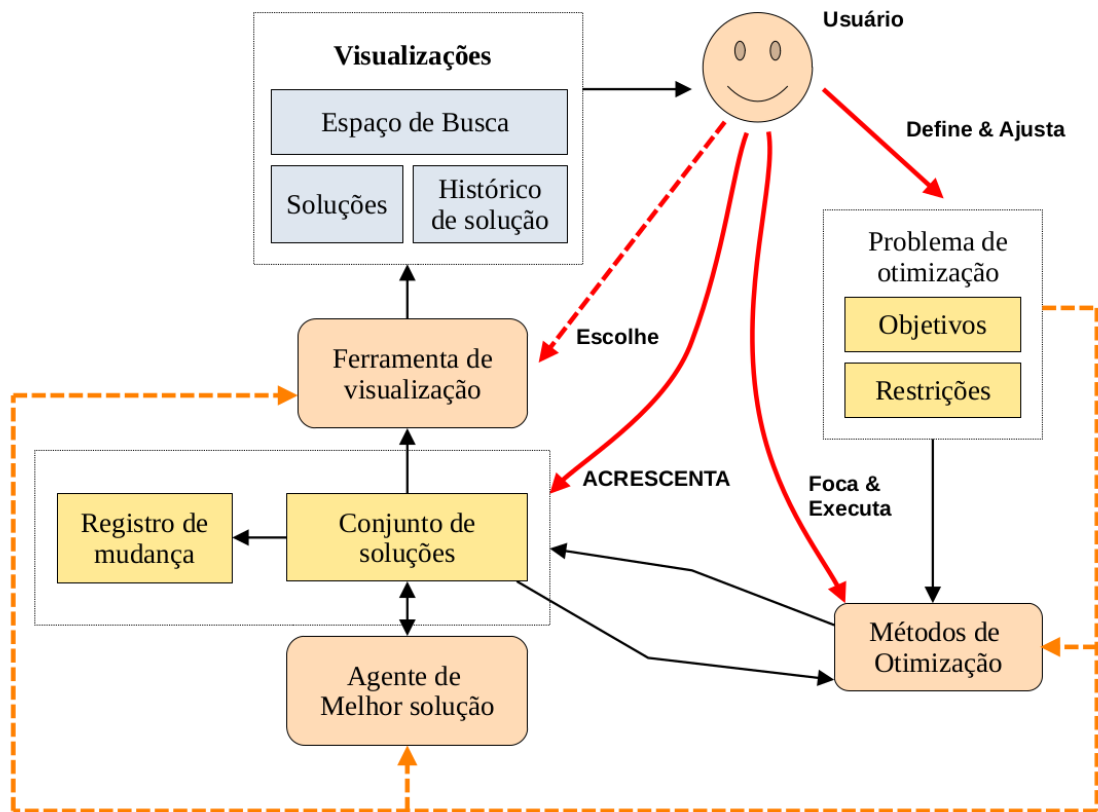 Usuário
Visualizações
Espaço de Busca
Soluções
Histórico
de solução
Define & Ajusta
Problema de
otimização
Objetivos
Restrições
Escolhe
Ferramenta de
visualização
ACRESCENTA
Foca &
Executa
Registro de
mudança
Conjunto de
soluções
Métodos de
Otimização
Agente de
Melhor solução